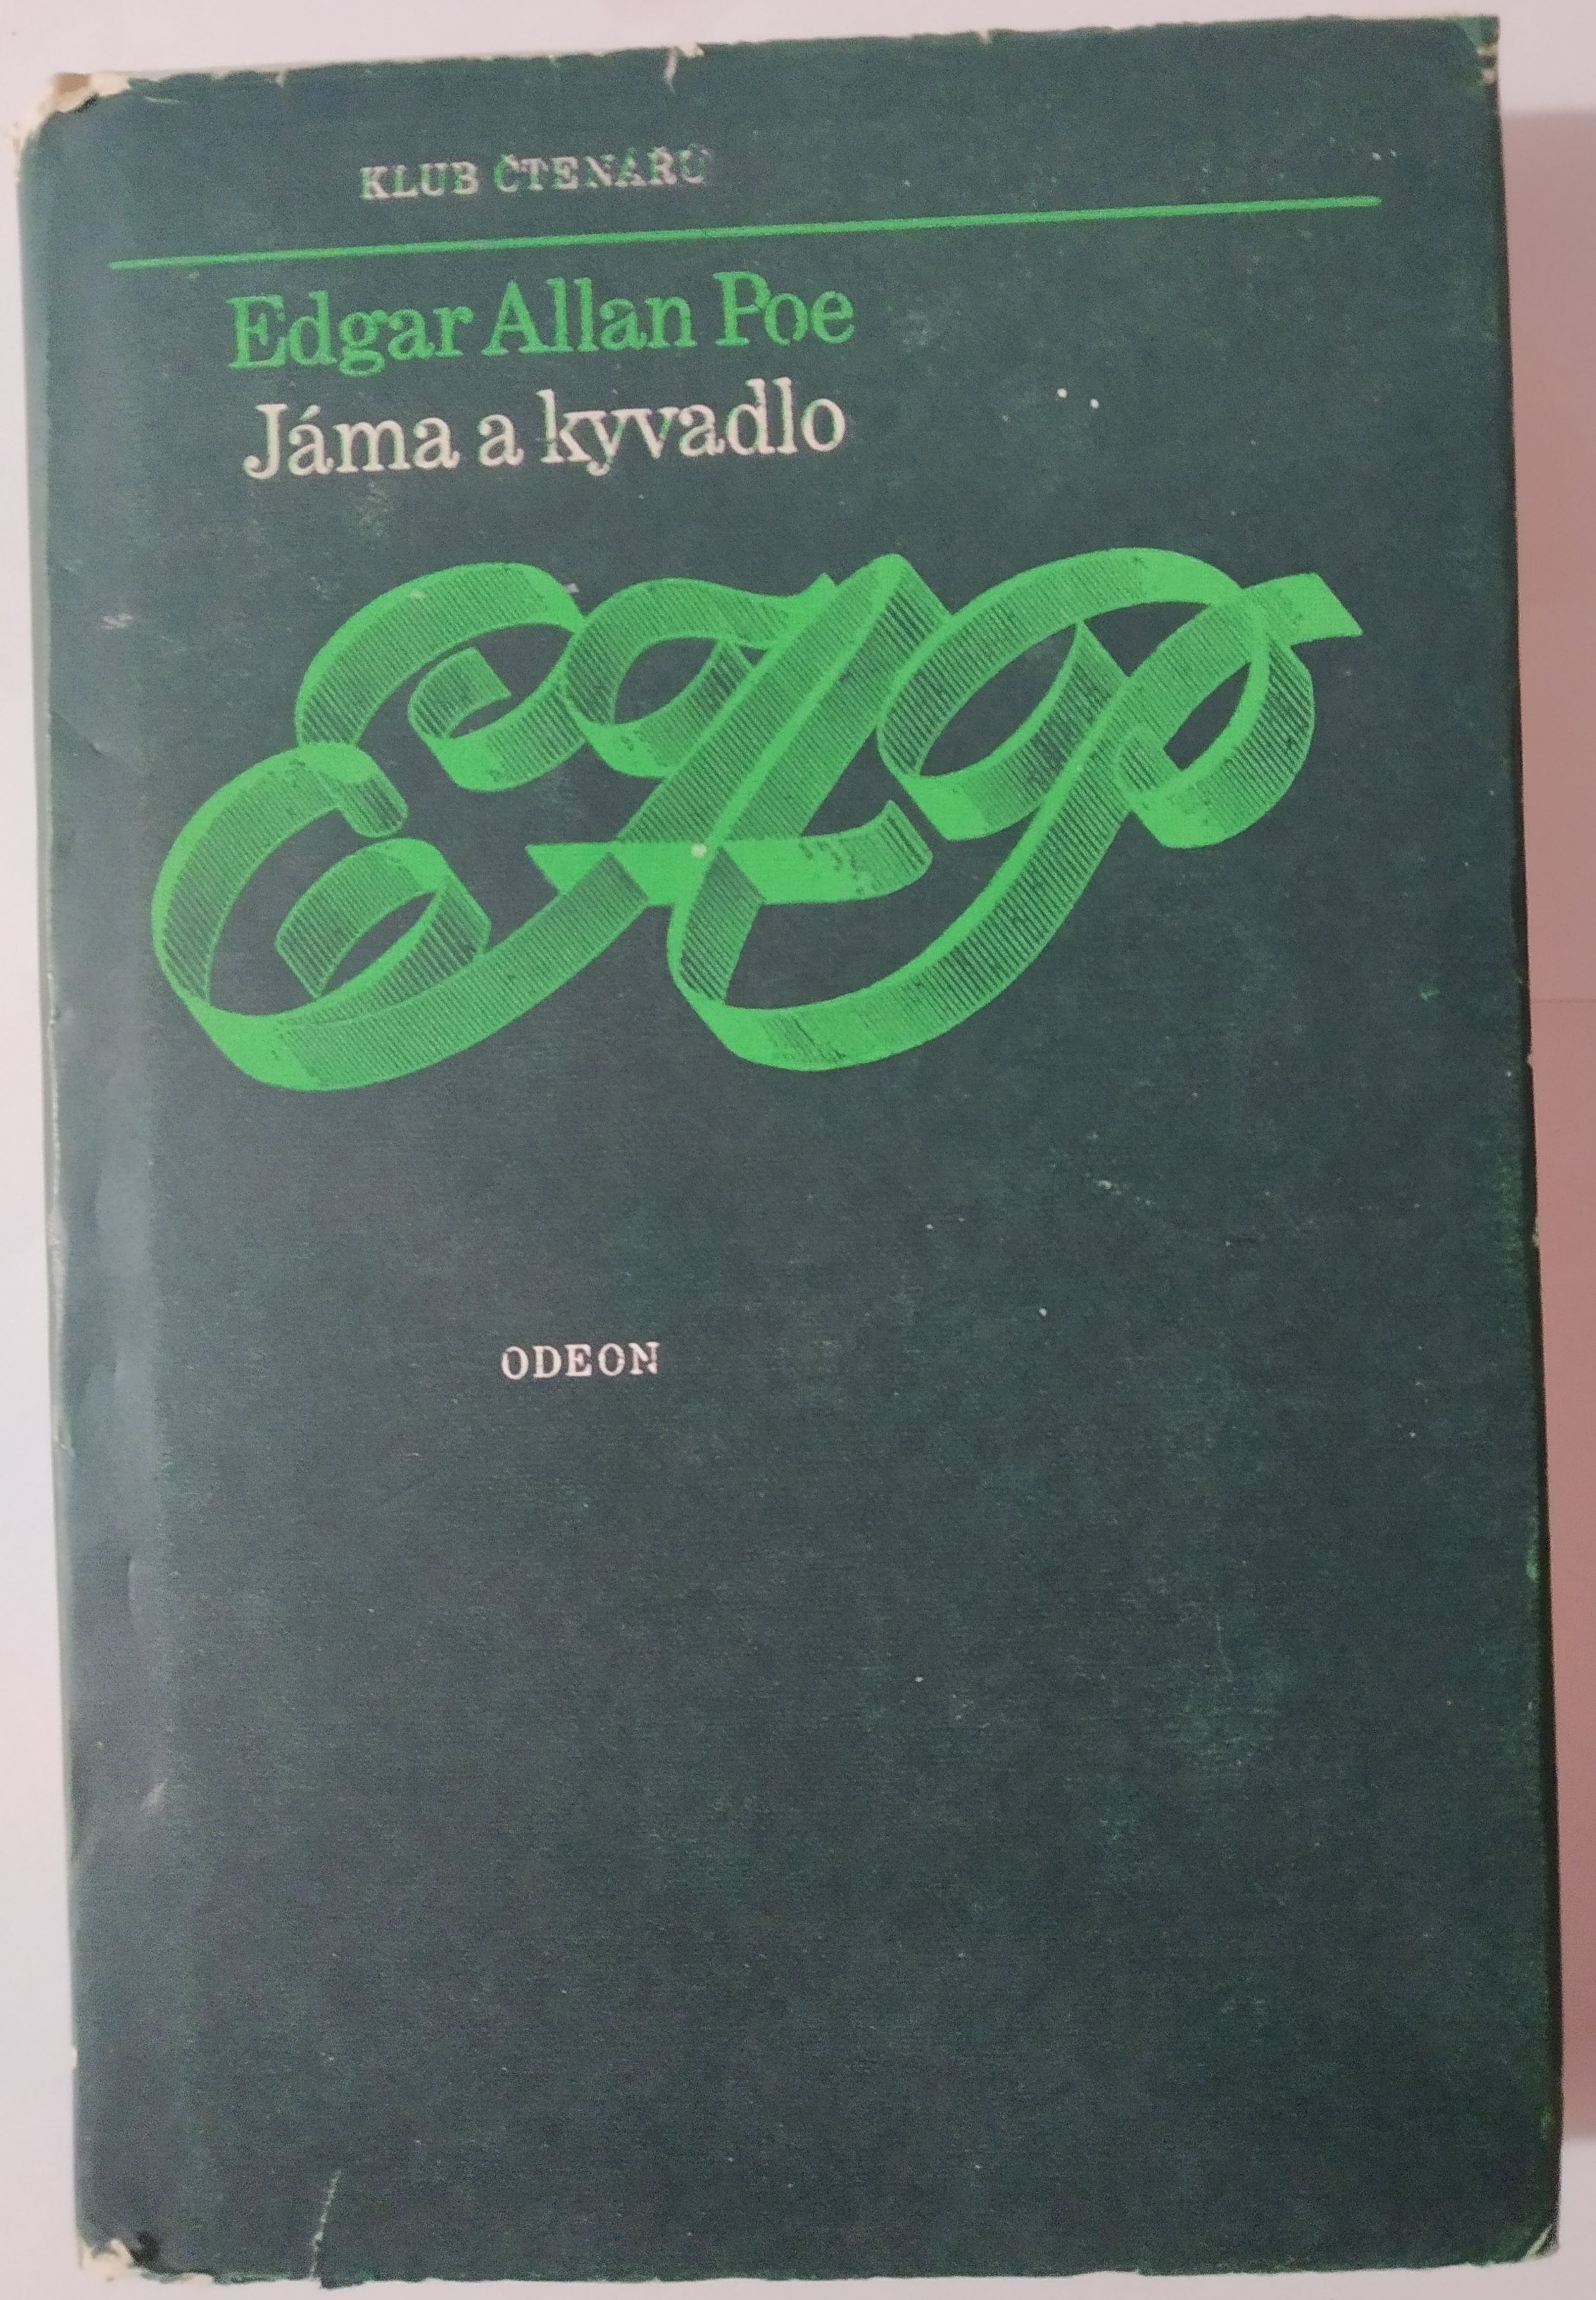 KLUB ČTENÁŘŮ
Edgar Allan Poe
Jáma a kyvadlo
EAP
ODEON